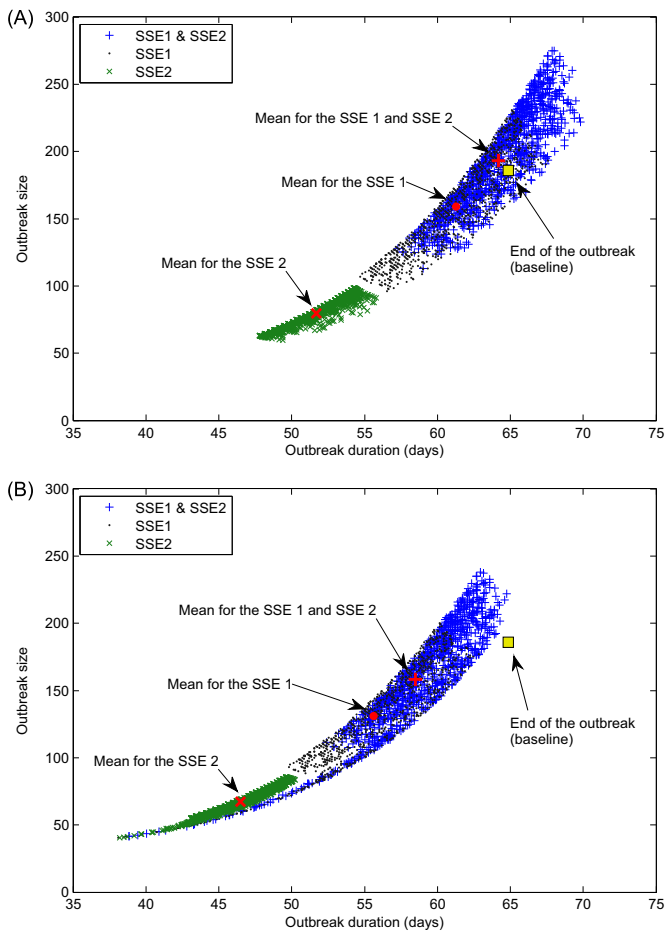 (A)
SSE1 & SSE2
SSE1
SSE2
300
250
200
150
100
50
0
Outbreak size
Mean for the SSE 1 and SSE 2
Mean for the SSE 1
Mean for the SSE 2
End of the outbreak
(baseline)
35 40 45 50 55 60 65 70 75
Outbreak duration (days)
(B)
SSE1 & SSE2
SSE1
SSE2
300
250
200
150
100
50
0
Outbreak size
Mean for the SSE 1 and SSE 2
Mean for the SSE 1
Mean for the SSE 2
End of the outbreak
(baseline)
35 40 45 50 55 60 65 70 75
Outbreak duration (days)